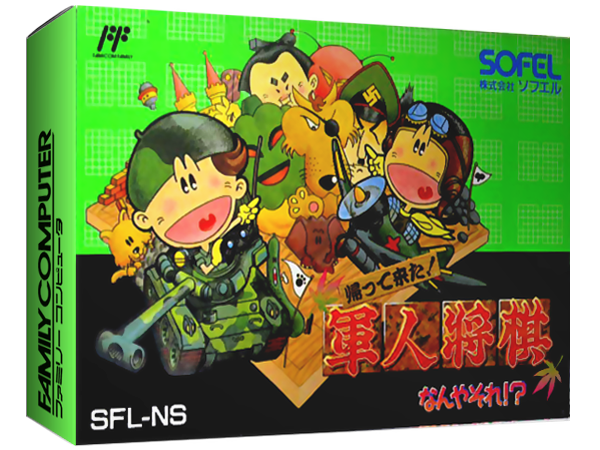 FAMILY COMPUTER
ファミリー コンピュータ
FAMICOM FAMILY
SOFEL
株式会社 ソフエル
帰って来た!
軍人将棋
なんやそれ!?
SFL-NS